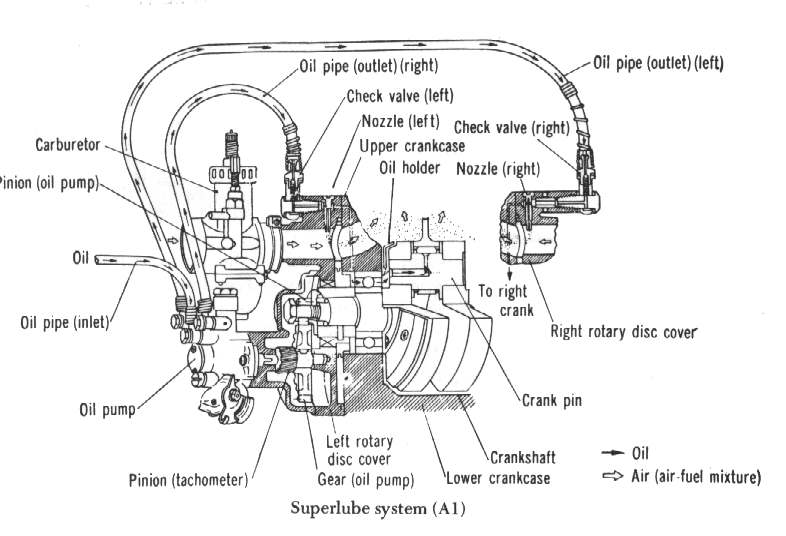 Oil pipe (outlet) (right)
Oil pipe (outlet) (left)
Check valve (left)
Nozzle (left)
Check valve (right)
Carburetor
Upper crankcase
Oil holder
Nozzle (right)
Pinion (oil pump)
Oil
To right
crank
Oil pipe (inlet)
Right rotary disc cover
Oil pump
Crank pin
Left rotary
disc cover
Crankshaft
Oil
Pinion (tachometer)
Gear (oil pump)
Lower crankcase
Air (air-fuel mixture)
Superlube system (A1)